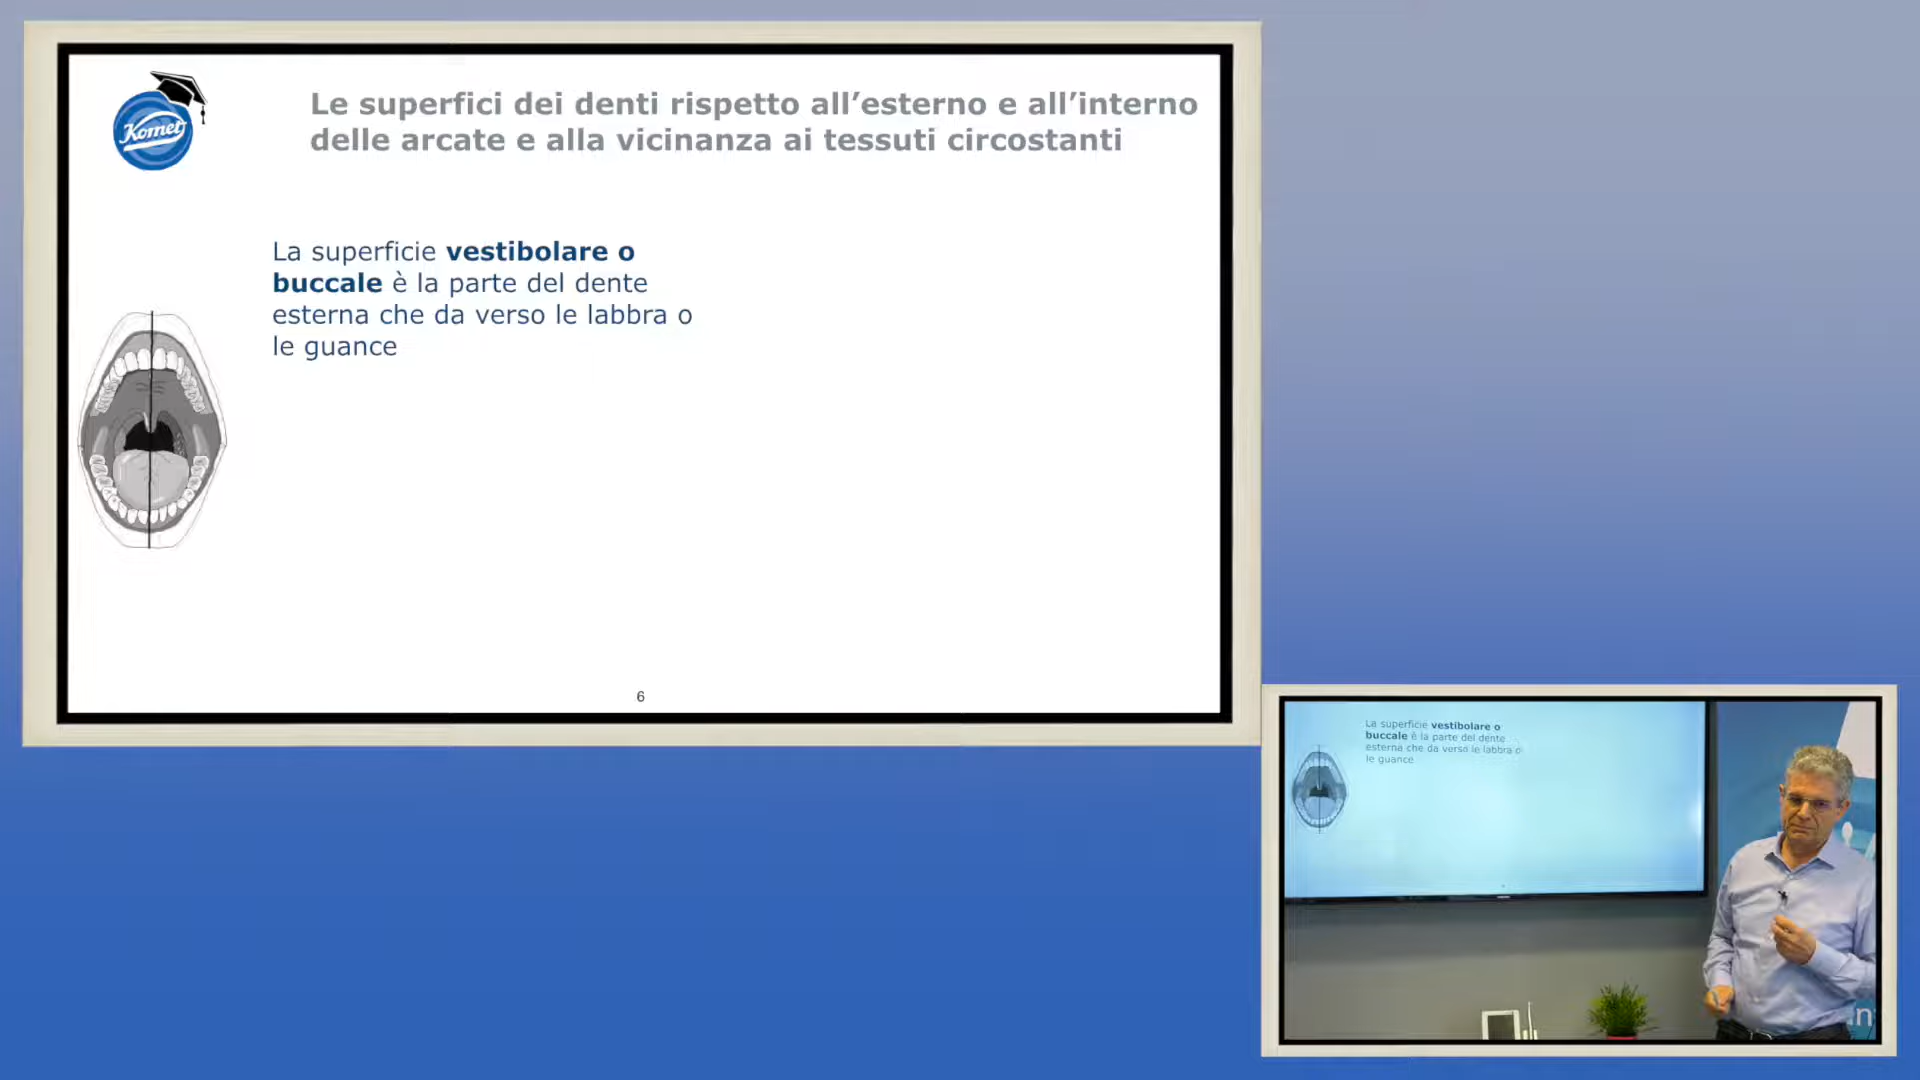 Komet
Le superfici dei denti rispetto all’esterno e all’interno
delle arcate e alla vicinanza ai tessuti circostanti
La superficie vestibolare o
buccale è la parte del dente
esterna che da verso le labbra o
le guance
6
La superficie vestibolare o
buccale è la parte del dente
esterna che da verso le labbra o
le guance